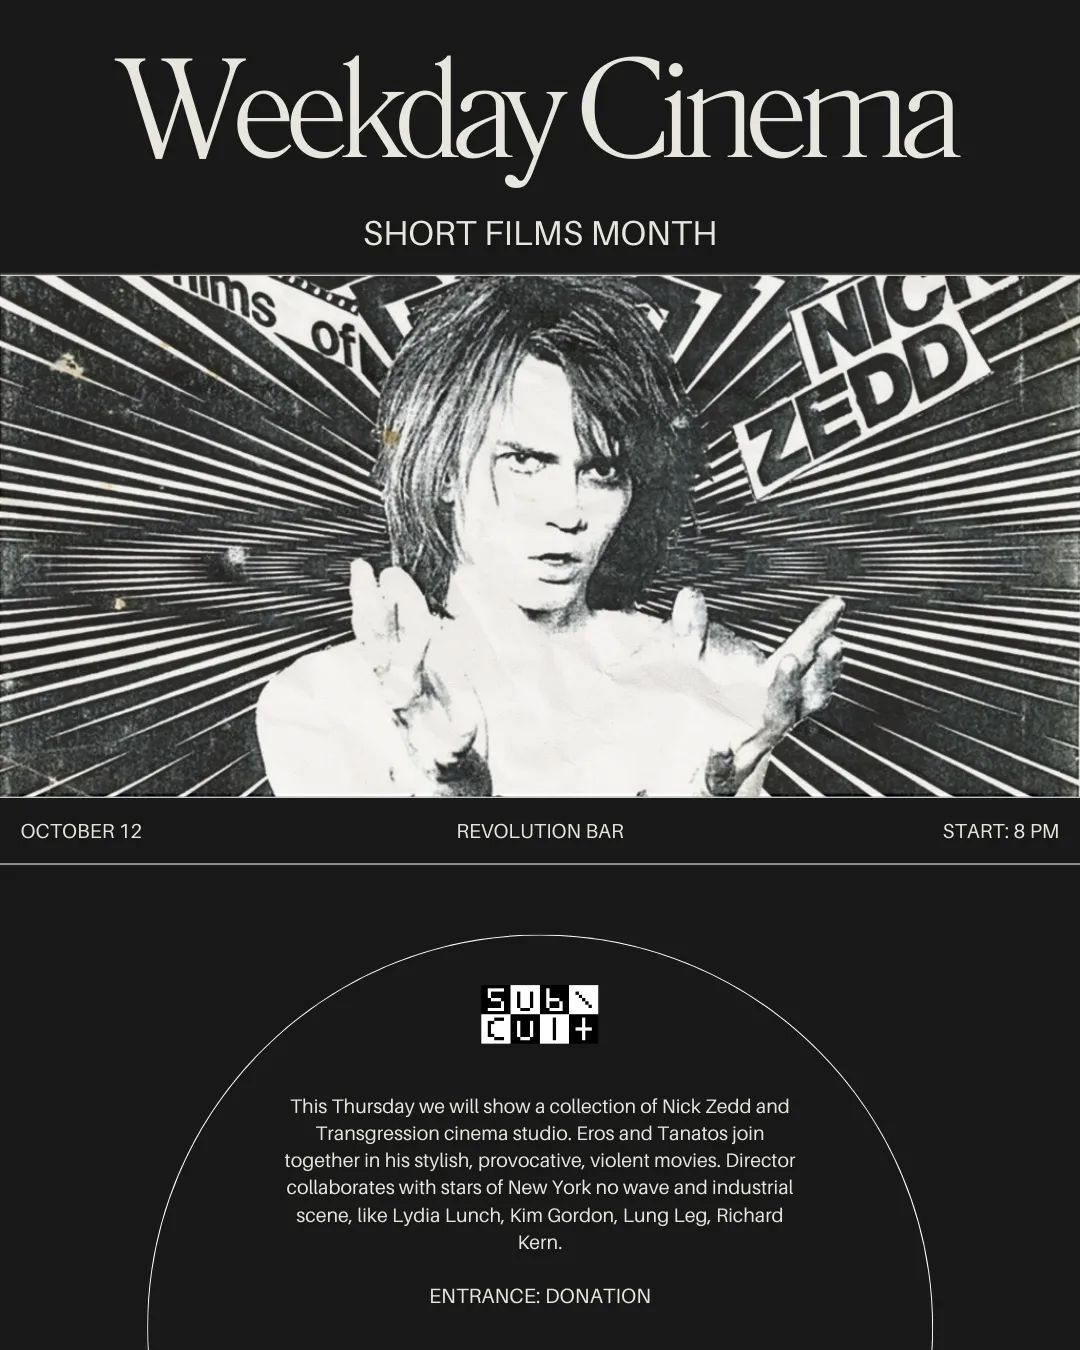 Weekday Cinema
SHORT FILMS MONTH
films of
NICK
ZEDD
OCTOBER 12 REVOLUTION BAR START: 8 PM
SUb\
CUlt
This Thursday we will show a collection of Nick Zedd and
Transgression cinema studio. Eros and Tanatos join
together in his stylish, provocative, violent movies. Director
collaborates with stars of New York no wave and industrial
scene, like Lydia Lunch, Kim Gordon, Lung Leg, Richard
Kern.
ENTRANCE: DONATION